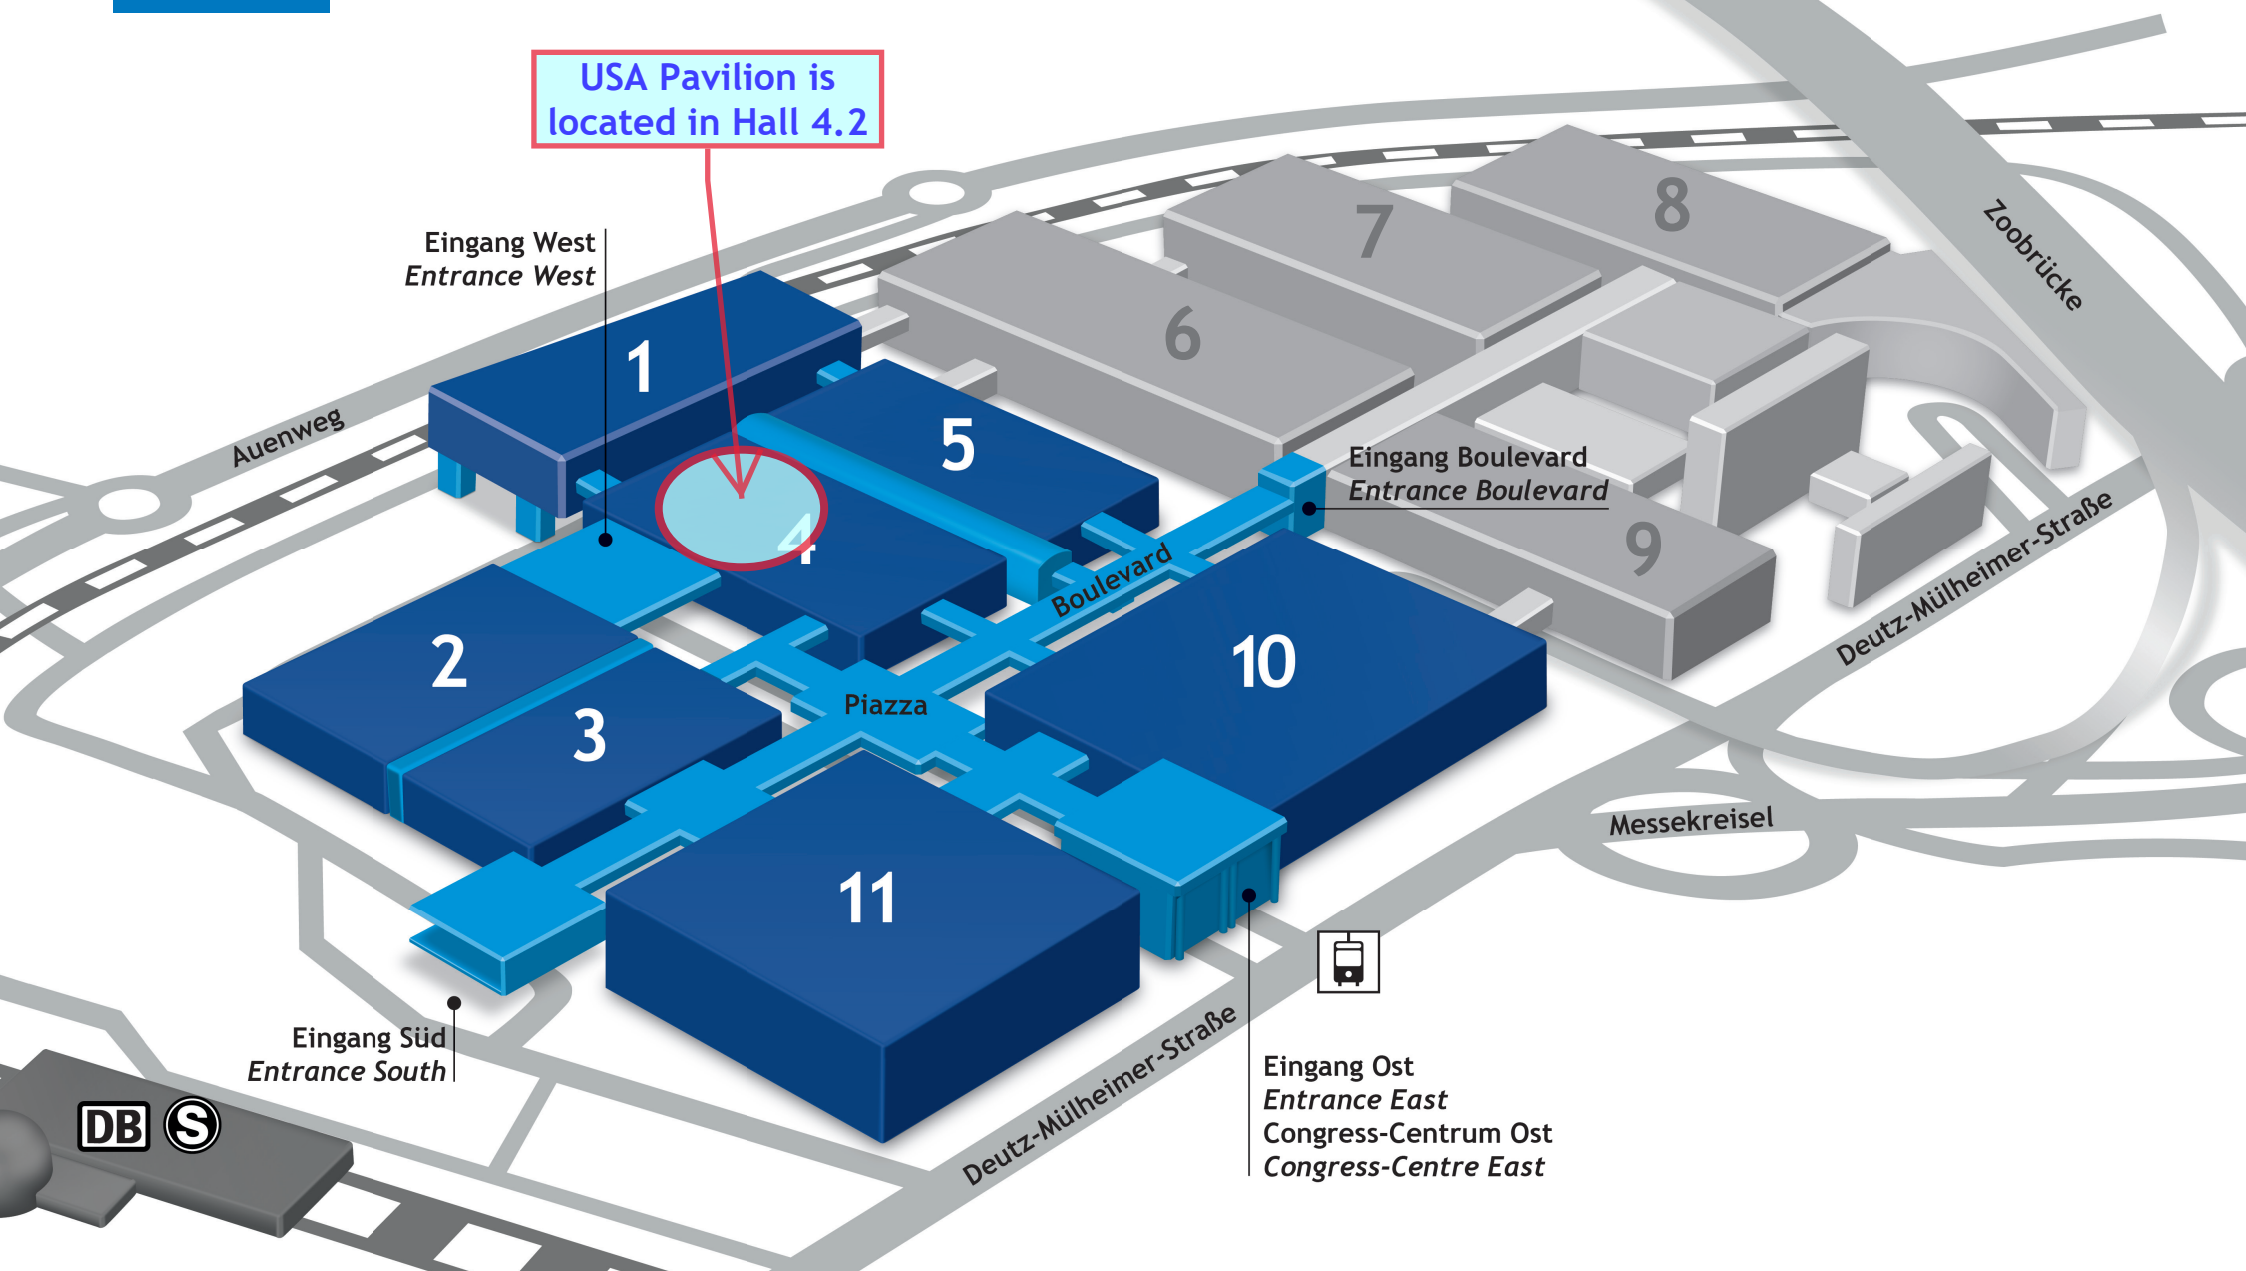 USA Pavilion is
located in Hall 4.2
Eingang West
Entrance West
Auenweg
1
5
4
2
3
6
7
8
9
10
11
Zoobrücke
Eingang Boulevard
Entrance Boulevard
Boulevard
Piazza
Deutz-Mülheimer-Straße
Messekreisel
Eingang Süd
Entrance South
Deutz-Mülheimer-Straße
Eingang Ost
Entrance East
Congress-Centrum Ost
Congress-Centre East
DB
S